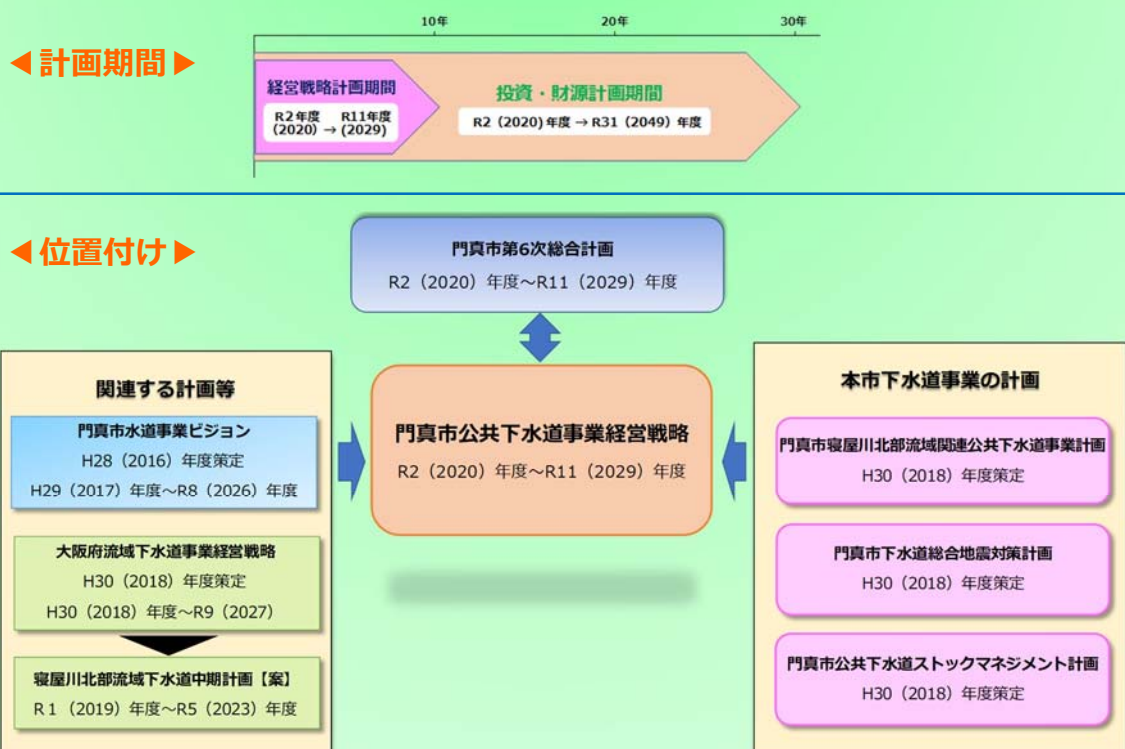 10年 20年 30年
◀計画期間▶
経営戦略計画期間
R2年度 R11年度
(2020) → (2029)
投資・財源計画期間
R2（2020)年度→R31（2049）年度
◀位置付け▶
門真市第6次総合計画
R2（2020）年度～R11（2029）年度
関連する計画等
門真市水道事業ビジョン
H28（2016）年度策定
H29（2017）年度～R8（2026）年度
大阪府流域下水道事業経営戦略
H30（2018）年度策定
H30（2018）年度～R9（2027）
寝屋川北部流域下水道中期計画【案】
R１（2019）年度～R5（2023）年度
門真市公共下水道事業経営戦略
R2（2020）年度～R11（2029）年度
本市下水道事業の計画
門真市寝屋川北部流域関連公共下水道事業計画
H30（2018）年度策定
門真市下水道総合地震対策計画
H30（2018）年度策定
門真市公共下水道ストックマネジメント計画
H30（2018）年度策定